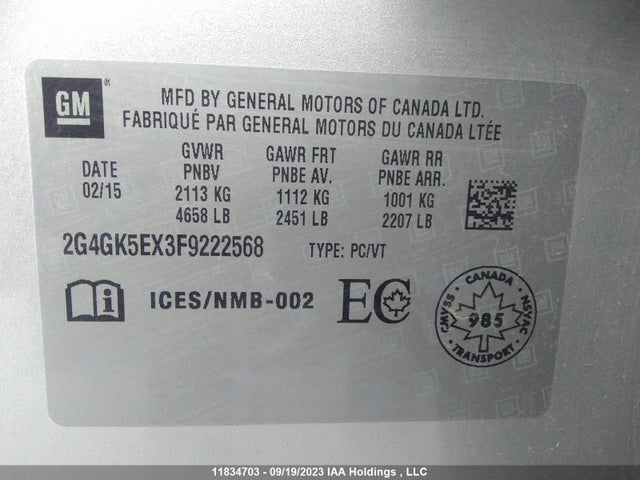 GM ®
MFD BY GENERAL MOTORS OF CANADA LTD.
FABRIQUÉ PAR GENERAL MOTORS DU CANADA LTÉE
DATE
02/15
GVWR
PNBV
2113 KG
4658 LB
GAWR FRT
PNBE AV.
1112 KG
2451 LB
GAWR RR
PNBE ARR.
1001 KG
2207 LB
2G4GK5EX3F9222568 TYPE: PC/VT
i ICES/NMB-002 EC
CANADA
CMVSS 985 NSVAC
TRANSPORT
11834703 - 09/19/2023 IAA Holdings , LLC